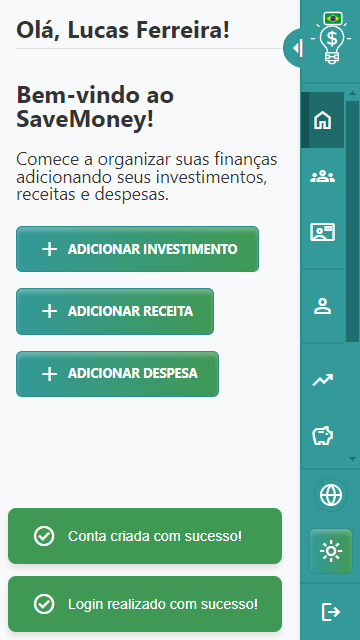 Olá, Lucas Ferreira!
Bem-vindo ao
SaveMoney!
Comece a organizar suas finanças
adicionando seus investimentos,
receitas e despesas.
ADICIONAR INVESTIMENTO
ADICIONAR RECEITA
ADICIONAR DESPESA
Conta criada com sucesso!
Login realizado com sucesso!